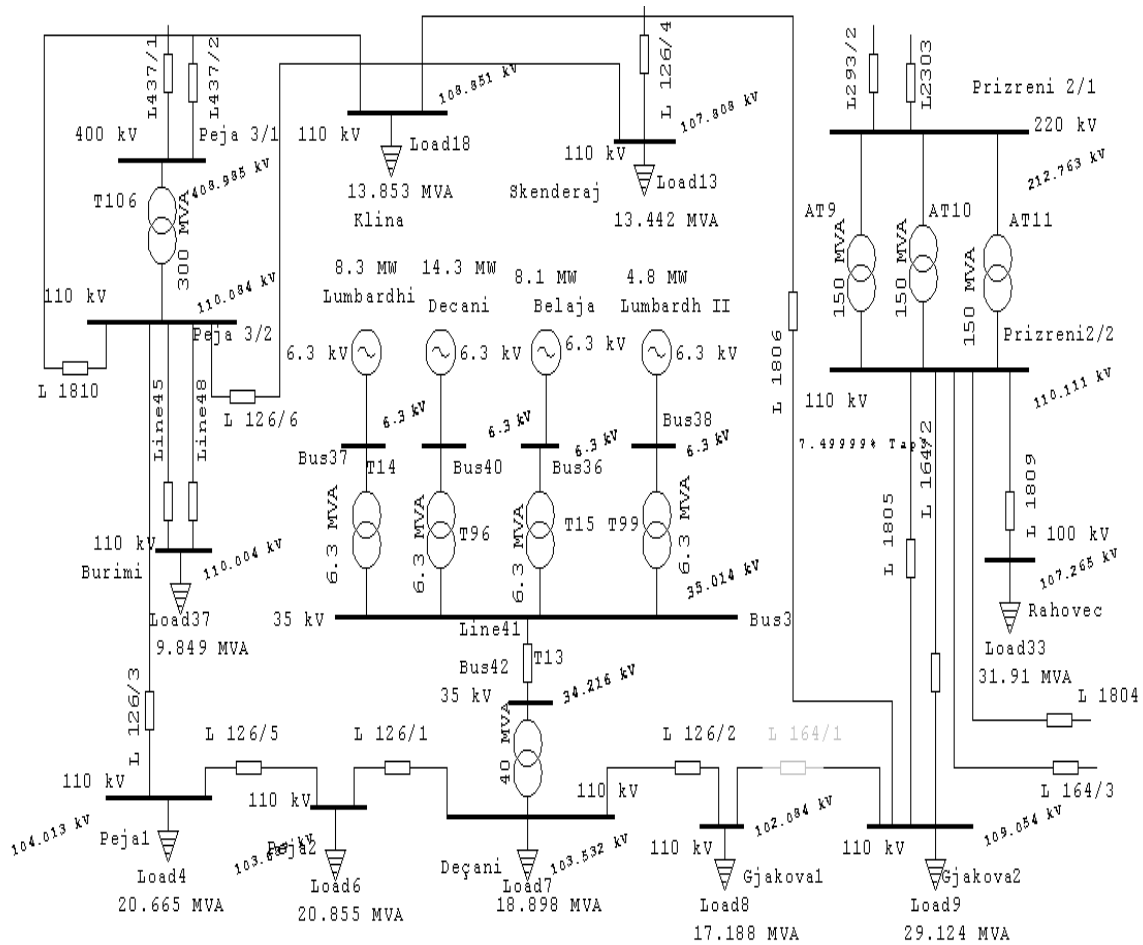 L437/1
L437/2
L 126/4
L293/2
L2303
Prizreni 2/1
108.851 kV
107.808 kV
400 kV
Peja 3/1
110 kV
Load18
110 kV
220 kV
408.985 kV
13.853 MVA
Klina
Skenderaj
Load13
13.442 MVA
212.763 kV
T106
300 MVA
AT9
AT10
AT11
150 MVA
150 MVA
150 MVA
8.3 MW
14.3 MW
8.1 MW
4.8 MW
Lumbardhi
Decani
Belaja
Lumbardh II
110 kV
110.084 kV
Peja 3/2
6.3 kV
6.3 kV
6.3 kV
6.3 kV
L 1806
Prizreni2/2
L 1810
Line45
Line48
L 126/6
110 kV
110.111 kV
6.3 kV
6.3 kV
6.3 kV
6.3 kV
Bus38
Bus37
T14
Bus40
Bus36
L 164/2
6.3 MVA
T96
6.3 MVA
T15
6.3 MVA
T99
6.3 MVA
L 1805
L 1809
110 kV
Burimi
110.004 kV
100 kV
107.265 kV
35.014 kV
Load37
9.849 MVA
35 kV
Line41
Bus3
Rahovec
Load33
31.91 MVA
T13
Bus42
35 kV
34.216 kV
L 126/3
40 MVA
L 1804
L 126/5
L 126/1
L 126/2
L 164/1
110 kV
110 kV
110 kV
L 164/3
104.013 kV
Peja1
Peja2
Deçani
103.532 kV
110 kV
102.084 kV
110 kV
109.054 kV
Gjakova1
Gjakova2
Load4
20.665 MVA
Load6
20.855 MVA
Load7
18.898 MVA
Load8
17.188 MVA
Load9
29.124 MVA